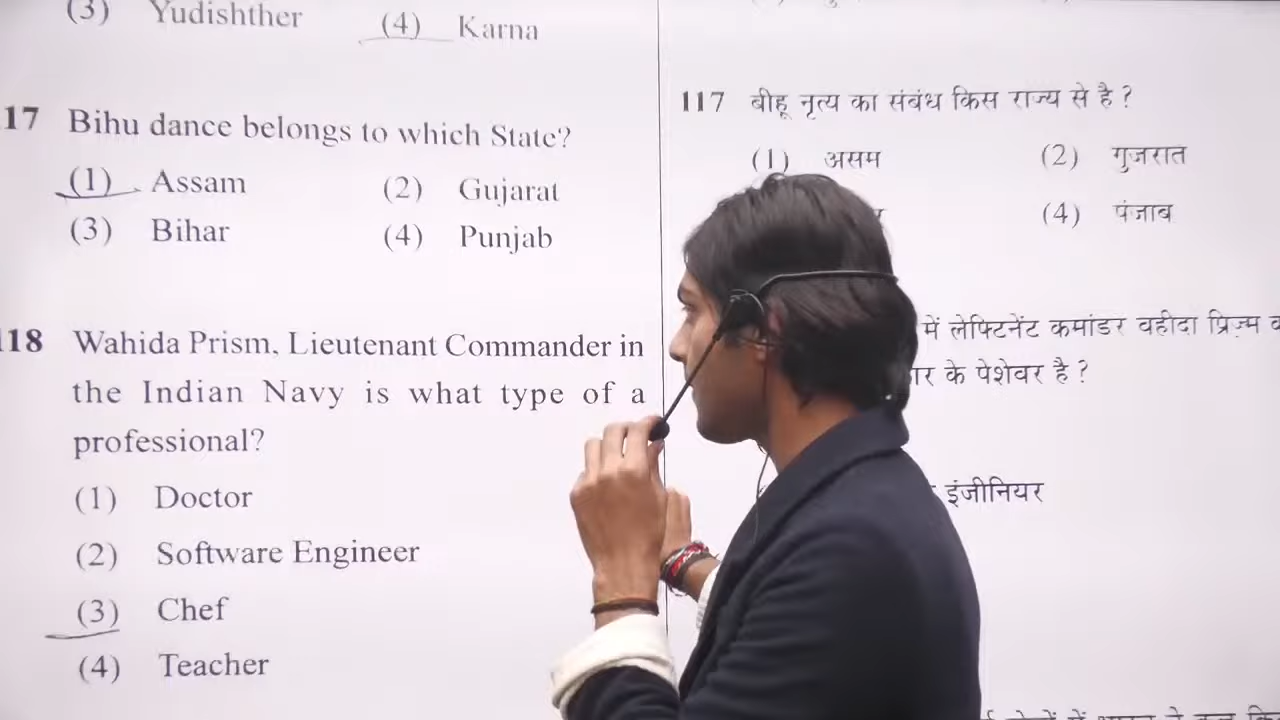 (3) Yudishther (4) Karna
17 Bihu dance belongs to which State?
(1) Assam (2) Gujarat
(3) Bihar (4) Punjab
118 Wahida Prism, Lieutenant Commander in
the Indian Navy is what type of a
professional?
(1) Doctor
(2) Software Engineer
(3) Chef
(4) Teacher
117 बीहू नृत्य का संबंध किस राज्य से है ?
(1) असम (2) गुजरात
(4) पंजाब
में लेफ्टिनेंट कमांडर वहीदा प्रिज़्म
के पेशेवर है ?
इंजीनियर